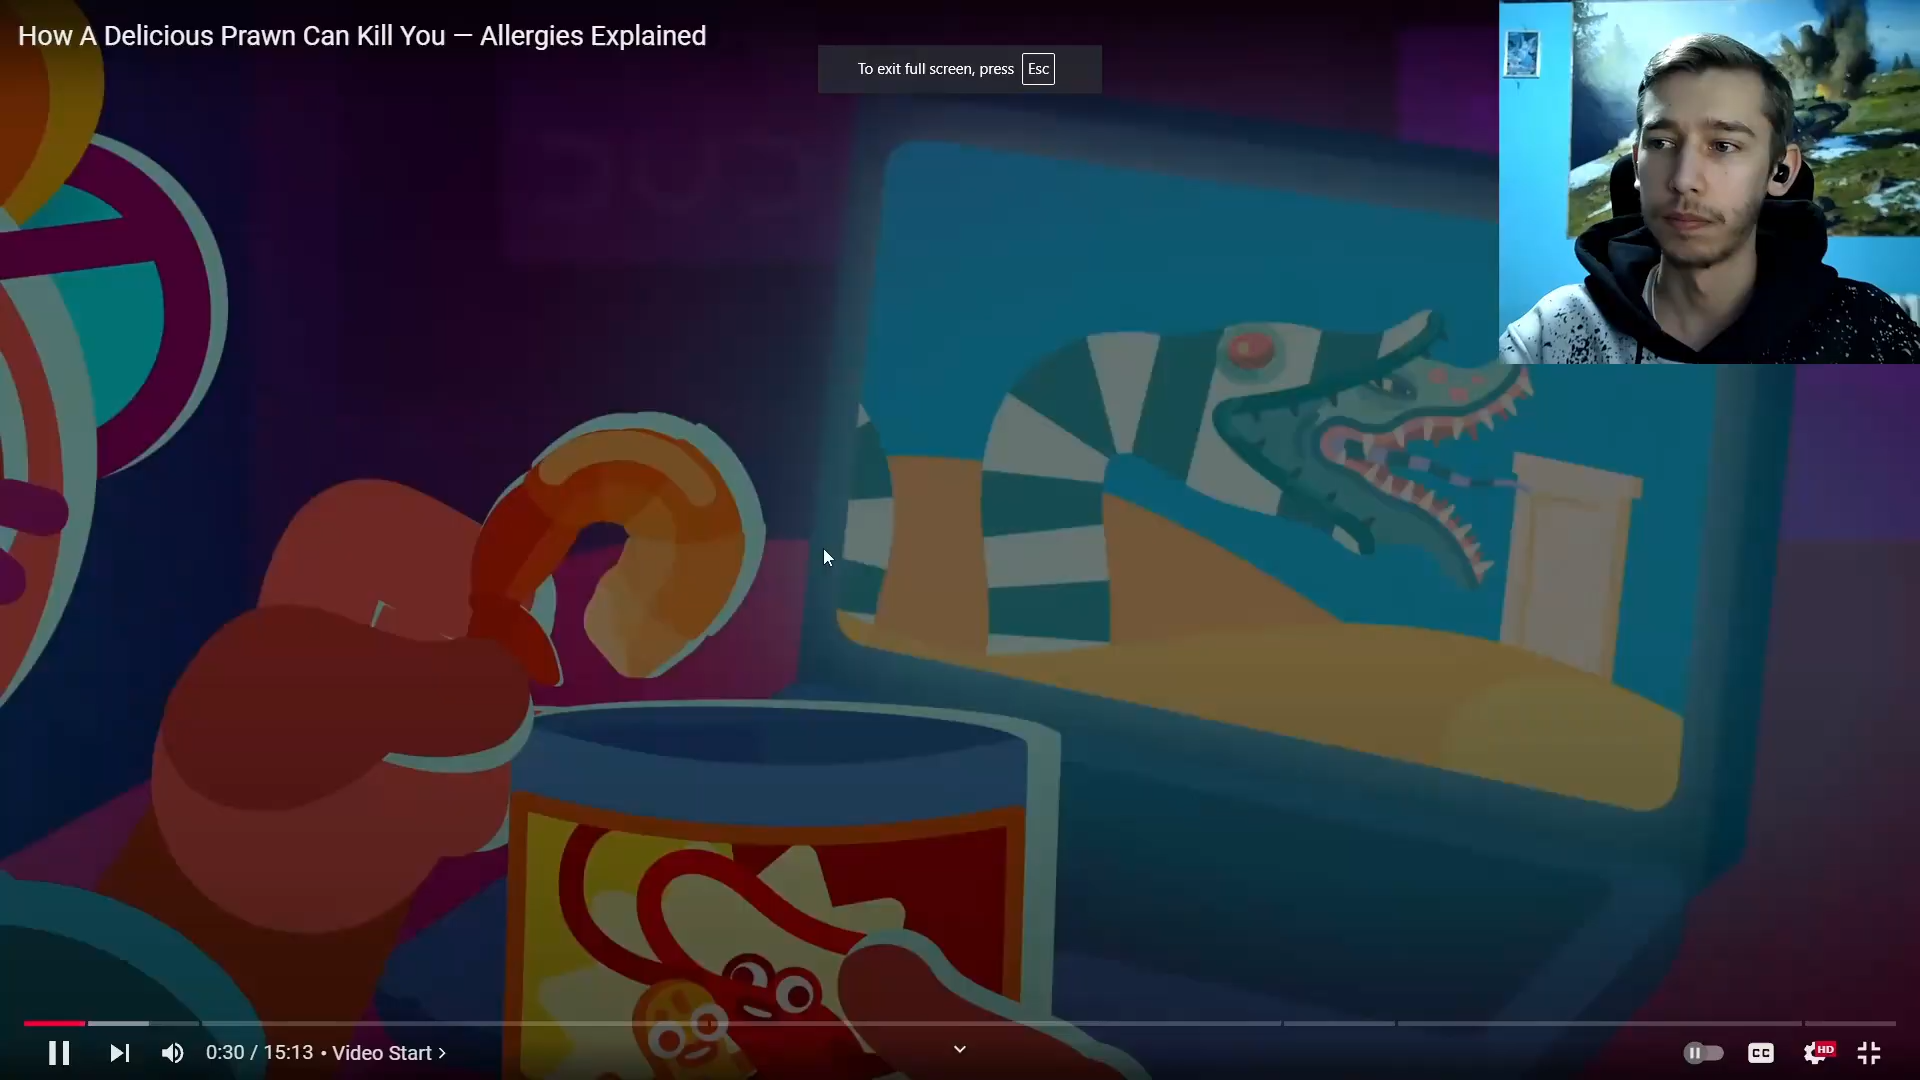 How A Delicious Prawn Can Kill You — Allergies Explained
To exit full screen, press Esc
0:30 / 15:13 • Video Start ›
CC
HD